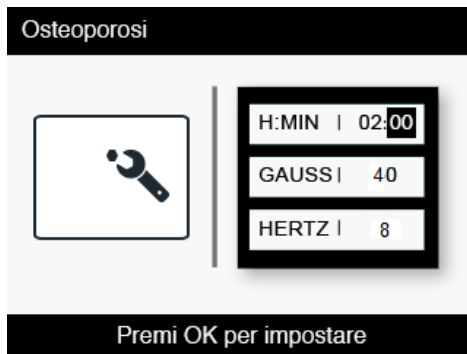 Osteoporosi
H:MIN | 02:00
GAUSS | 40
HERTZ | 8
Premi OK per impostare